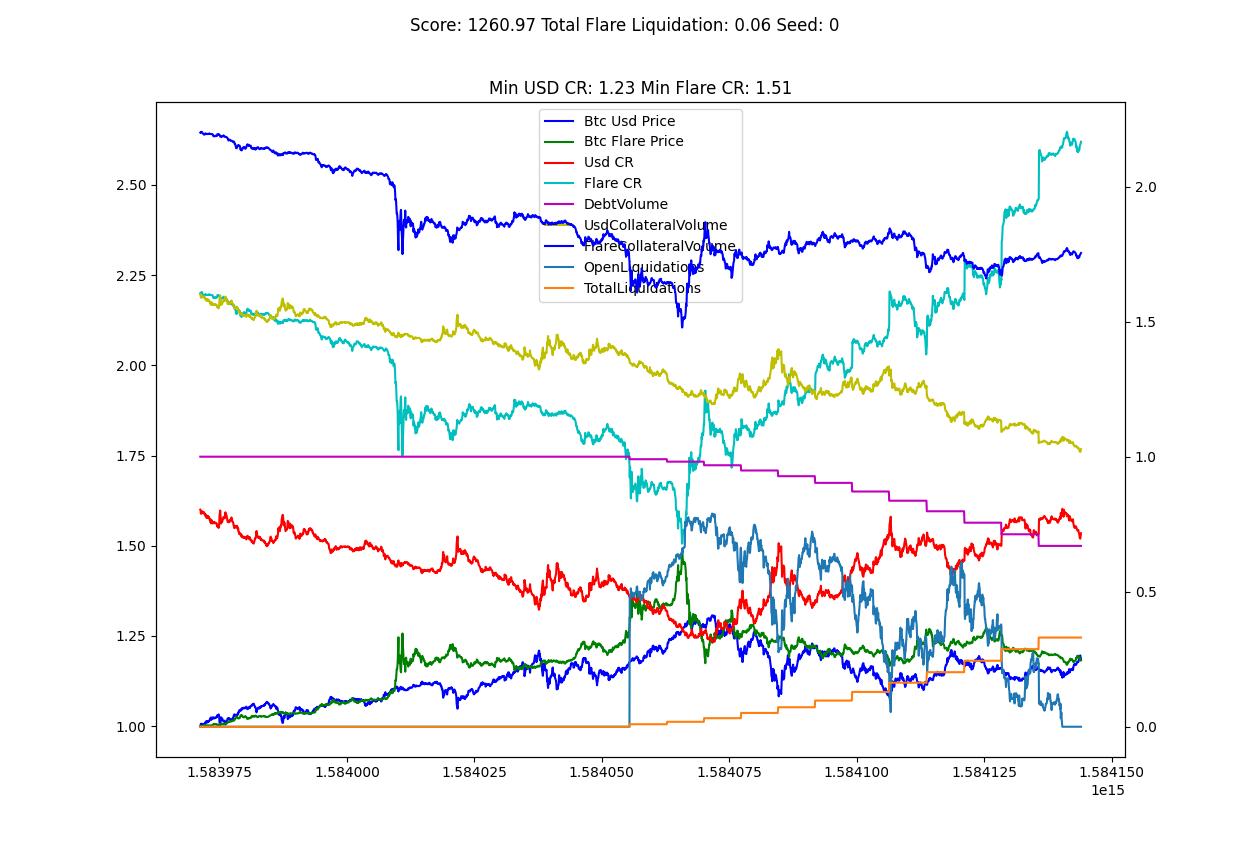 Score: 1260.97 Total Flare Liquidation: 0.06 Seed: 0
Min USD CR: 1.23 Min Flare CR: 1.51
Btc Usd Price
Btc Flare Price
Usd CR
Flare CR
DebtVolume
UsdCollateralVolume
FlareCollateralVolume
OpenLiquidations
TotalLiquidations
2.50
2.25
2.00
1.75
1.50
1.25
1.00
2.0
1.5
1.0
0.5
0.0
1.583975 1.584000 1.584025 1.584050 1.584075 1.584100 1.584125 1.584150
1e15